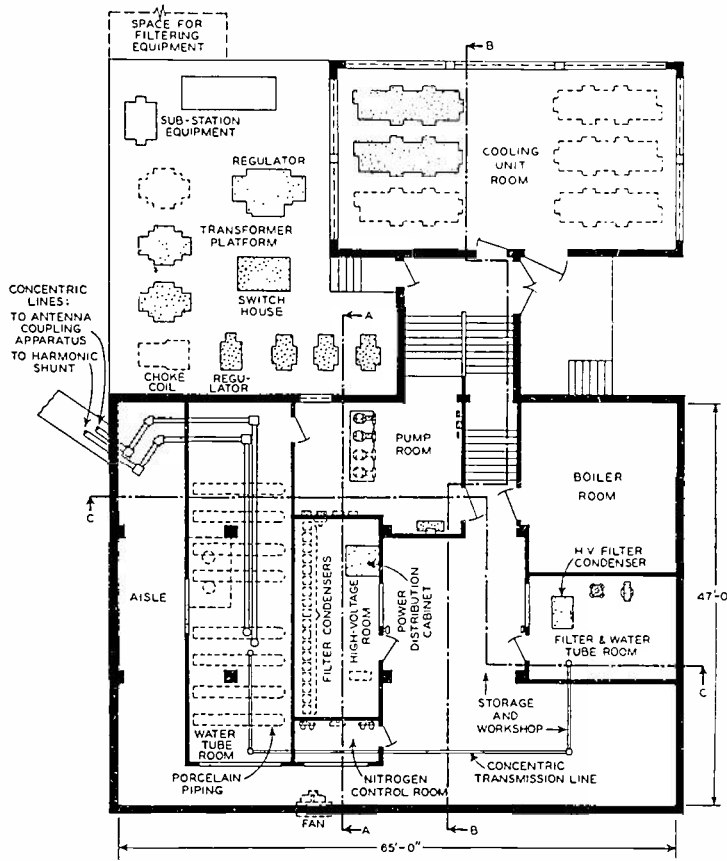 SPACE FOR
FILTERING
EQUIPMENT
B
SUB-STATION
EQUIPMENT
COOLING
UNIT
ROOM
REGULATOR
TRANSFORMER
PLATFORM
SWITCH
HOUSE
CONCENTRIC
LINES:
TO ANTENNA
COUPLING
APPARATUS
TO HARMONIC
SHUNT
A
CHOKE
COIL
REGU-
LATOR
PUMP
ROOM
BOILER
ROOM
C
H V FILTER
CONDENSER
AISLE
FILTER CONDENSERS
HIGH-VOLTAGE
ROOM
POWER
DISTRIBUTION
CABINET
47'-0
FILTER & WATER
TUBE ROOM
C
STORAGE
AND
WORKSHOP
WATER
TUBE
ROOM
PORCELAIN
PIPING
NITROGEN
CONTROL ROOM
CONCENTRIC
TRANSMISSION LINE
FAN
A
B
65'-0"